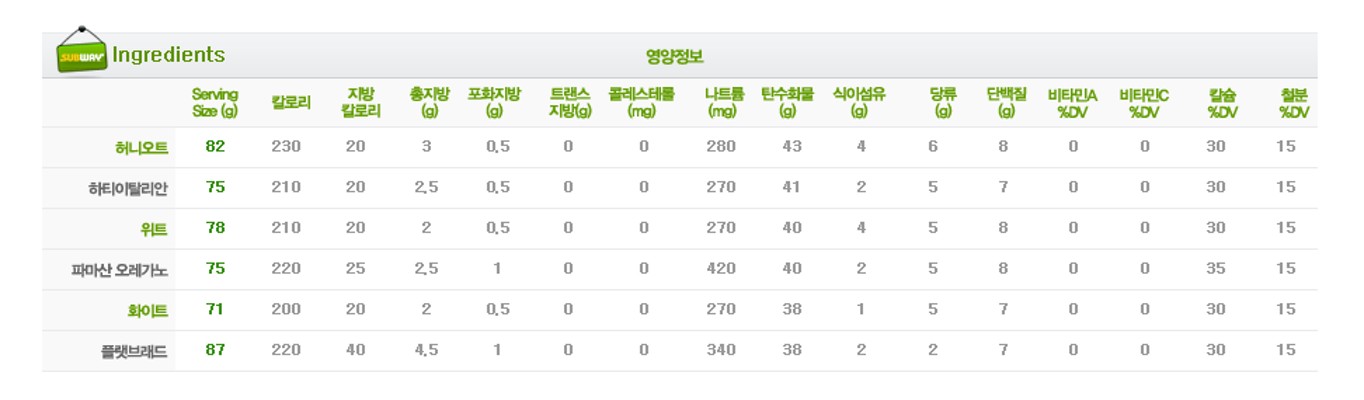 SUBWAY Ingredients 영양정보
Serving Size (g) 칼로리 지방 칼로리 총지방 (g) 포화지방 (g) 트랜스 지방(g) 콜레스테롤 (mg) 나트륨 (mg) 탄수화물 (g) 식이섬유 (g) 당류 (g) 단백질 (g) 비타민A %DV 비타민C %DV 칼슘 %DV 철분 %DV
허니오트 82 230 20 3 0.5 0 0 280 43 4 6 8 0 0 30 15
하티이탈리안 75 210 20 2.5 0.5 0 0 270 41 2 5 7 0 0 30 15
위트 78 210 20 2 0.5 0 0 270 40 4 5 8 0 0 30 15
파마산 오레가노 75 220 25 2.5 1 0 0 420 40 2 5 8 0 0 35 15
화이트 71 200 20 2 0.5 0 0 270 38 1 5 7 0 0 30 15
플랫브래드 87 220 40 4.5 1 0 0 340 38 2 2 7 0 0 30 15